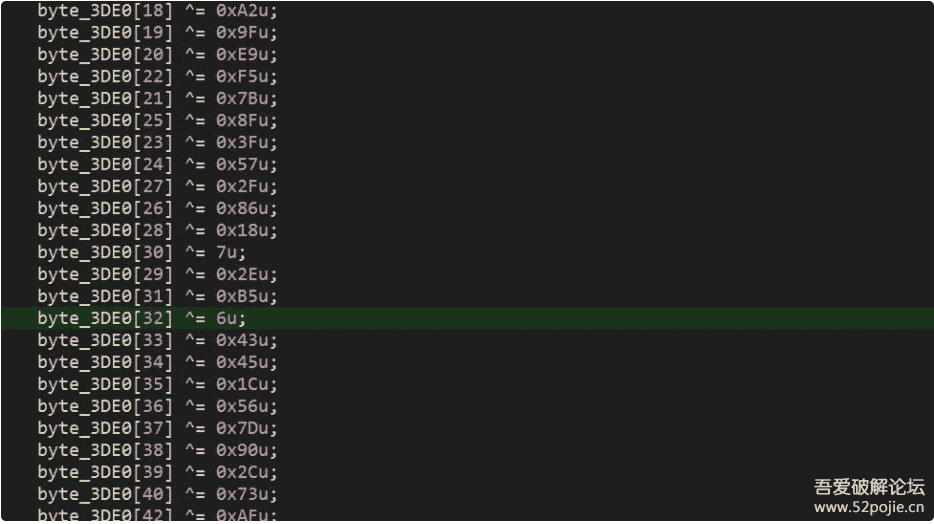 byte_3DE0[18] ^= 0xA2u;
byte_3DE0[19] ^= 0x9Fu;
byte_3DE0[20] ^= 0xE9u;
byte_3DE0[22] ^= 0xF5u;
byte_3DE0[21] ^= 0x7Bu;
byte_3DE0[25] ^= 0x8Fu;
byte_3DE0[23] ^= 0x3Fu;
byte_3DE0[24] ^= 0x57u;
byte_3DE0[27] ^= 0x2Fu;
byte_3DE0[26] ^= 0x86u;
byte_3DE0[28] ^= 0x18u;
byte_3DE0[30] ^= 7u;
byte_3DE0[29] ^= 0x2Eu;
byte_3DE0[31] ^= 0xB5u;
byte_3DE0[32] ^= 6u;
byte_3DE0[33] ^= 0x43u;
byte_3DE0[34] ^= 0x45u;
byte_3DE0[35] ^= 0x1Cu;
byte_3DE0[36] ^= 0x56u;
byte_3DE0[37] ^= 0x7Du;
byte_3DE0[38] ^= 0x90u;
byte_3DE0[39] ^= 0x2Cu;
byte_3DE0[40] ^= 0x73u;
byte_3DE0[42] ^= 0xAFu;
吾爱破解论坛
www.52pojie.cn